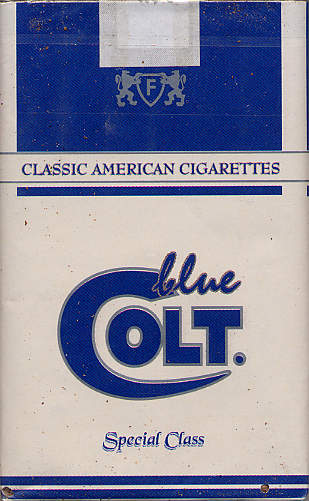 F
CLASSIC AMERICAN CIGARETTES
blue
COLT.
Special Class